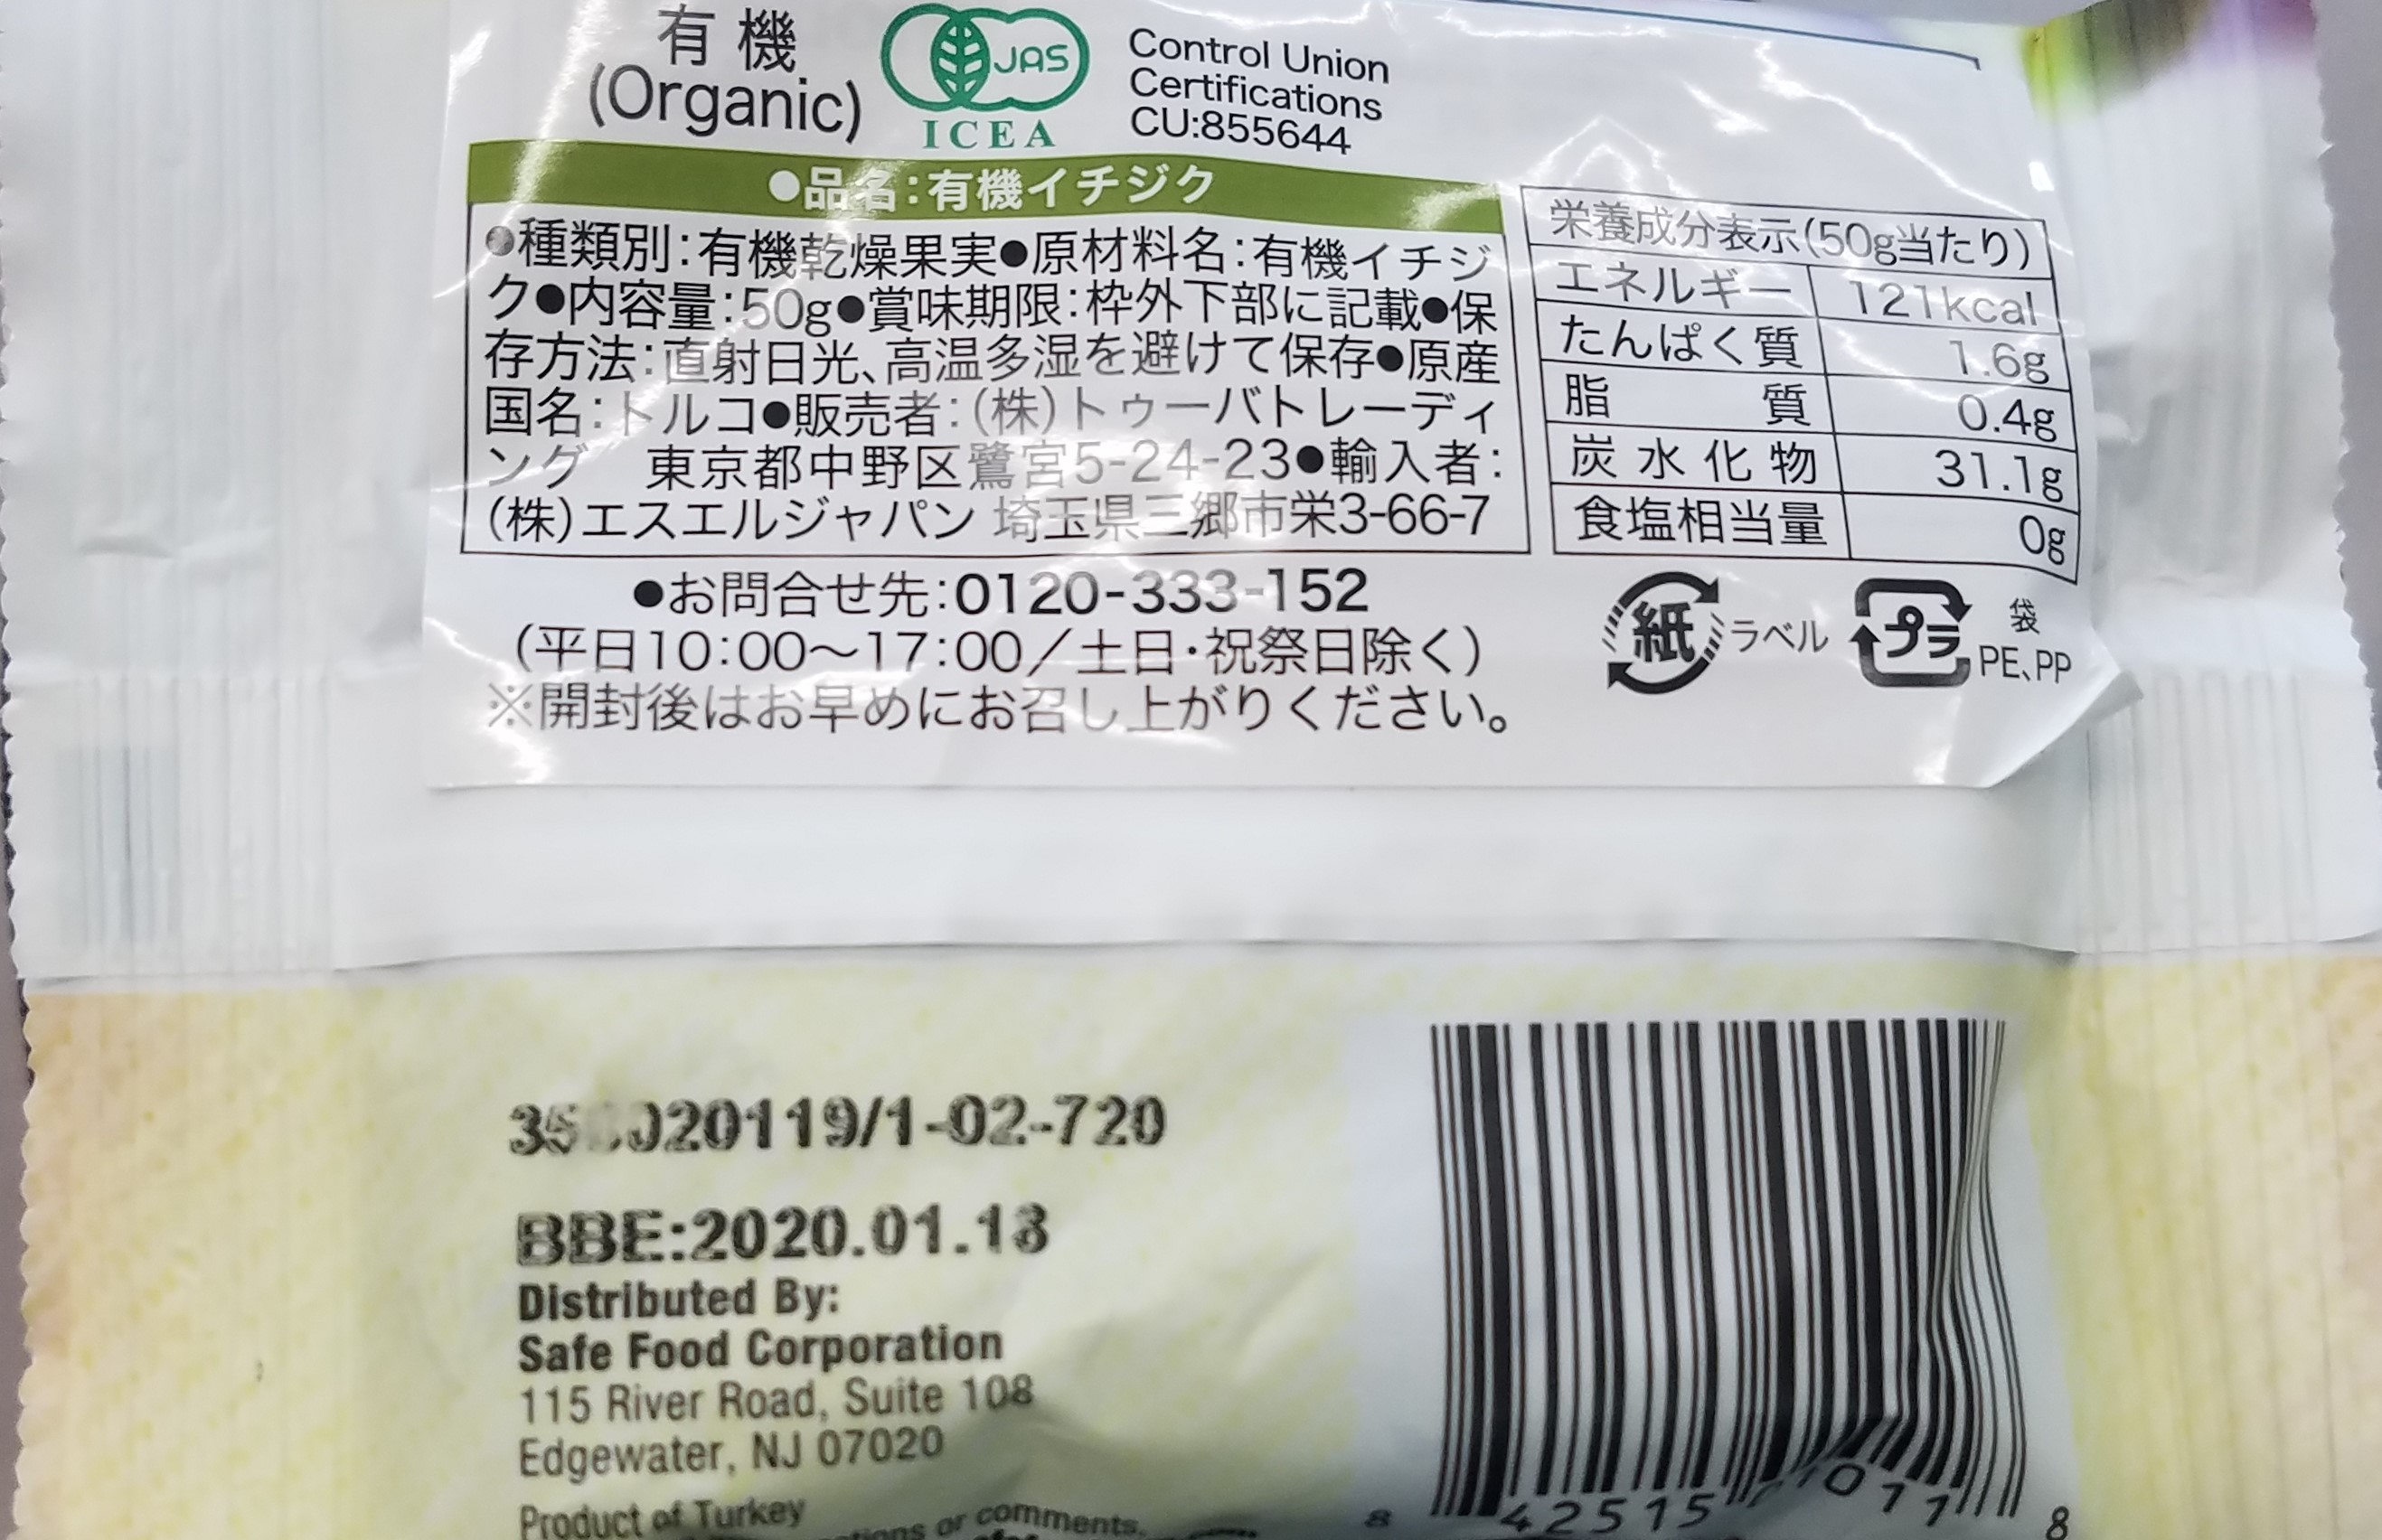 有機
(Organic)
JAS
ICEA
Control Union
Certifications
CU:855644
●品名:有機イチジク
●種類別:有機乾燥果実●原材料名:有機イチジ
ク●内容量:50g●賞味期限:枠外下部に記載●保
存方法:直射日光、高温多湿を避けて保存●原産
国名:トルコ●販売者:(株)トゥーバトレーディ
ング 東京都中野区鷺宮5-24-23●輸入者:
(株)エスエルジャパン 埼玉県三郷市栄3-66-7
●お問合せ先:0120-333-152
(平日10:00〜17:00/土日・祝祭日除く)
※開封後はお早めにお召し上がりください。
栄養成分表示(50g当たり)
エネルギー 121kcal
たんぱく質 1.6g
脂質 0.4g
炭水化物 31.1g
食塩相当量 0g
紙 ラベル
プラ 袋
PE、PP
BBE:2020.01.13
Distributed By:
Safe Food Corporation
115 River Road, Suite 108
Edgewater, NJ 07020
Product of Turkey
or comments.
8 42515 8